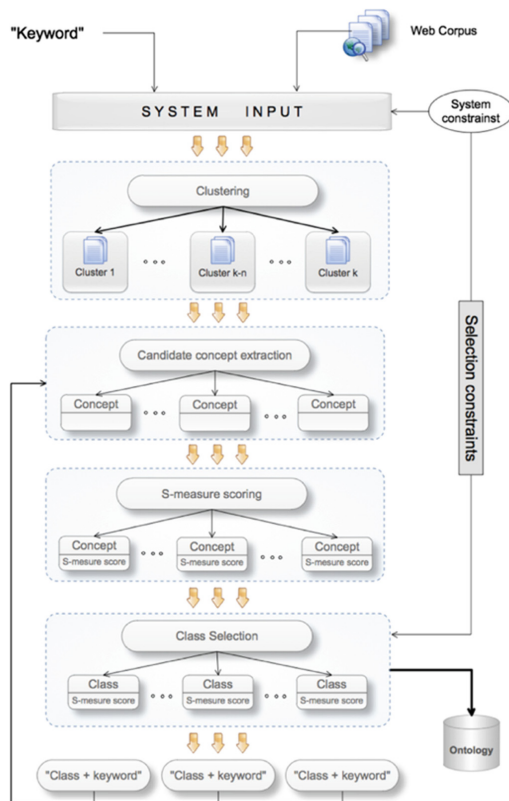 "Keyword"
Web Corpus
SYSTEM INPUT
System
constrainst
Clustering
Cluster 1
Cluster k-n
Cluster k
Selection constraints
Candidate concept extraction
Concept
Concept
Concept
S-measure scoring
Concept
S-mesure score
Concept
S-mesure score
Concept
S-mesure score
Class Selection
Class
S-mesure score
Class
S-mesure score
Class
S-mesure score
Ontology
"Class + keyword"
"Class + keyword"
"Class + keyword"